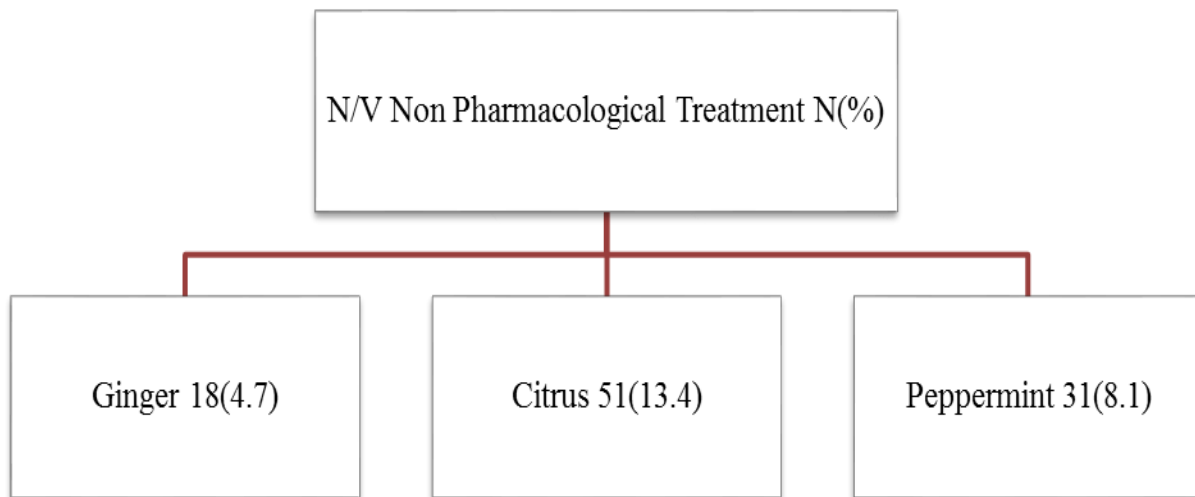 N/V Non Pharmacological Treatment N(%)
Ginger 18(4.7)
Citrus 51(13.4)
Peppermint 31(8.1)